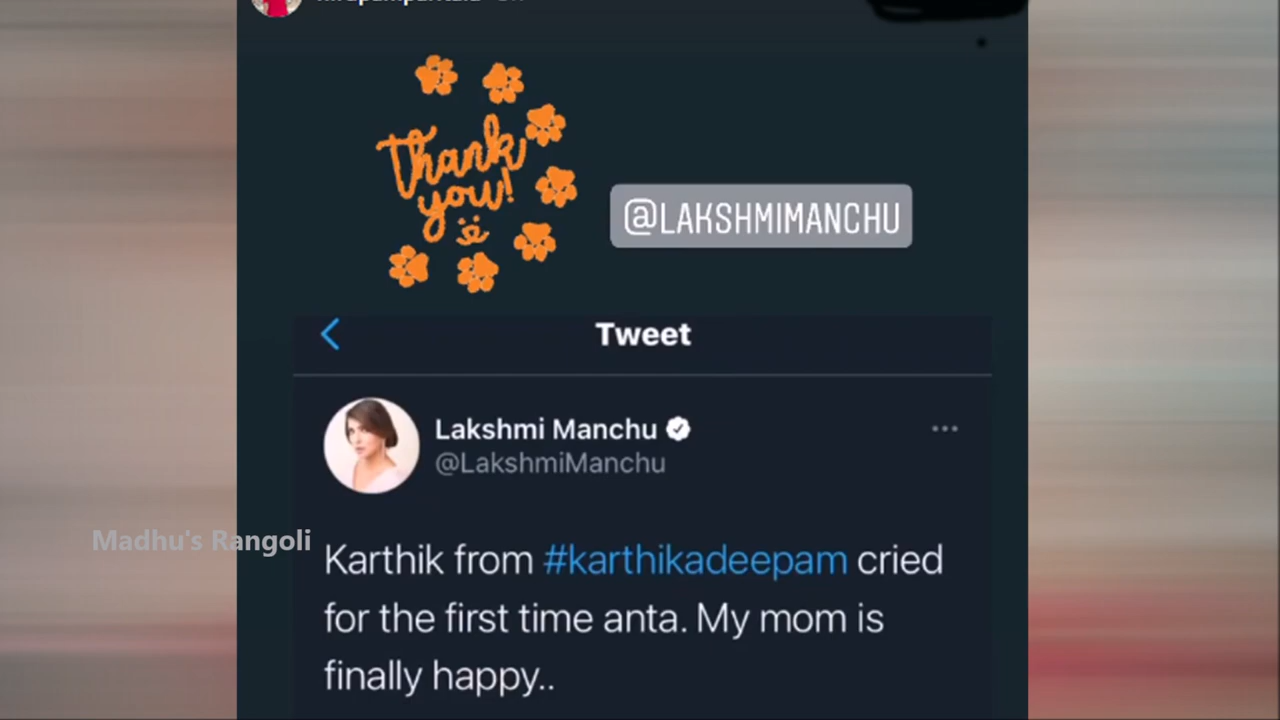 Thank
you!
@LAKSHMIMANCHU
Tweet
Lakshmi Manchu
@LakshmiManchu
Madhu's Rangoli
Karthik from #karthikadeepam cried
for the first time anta. My mom is
finally happy..